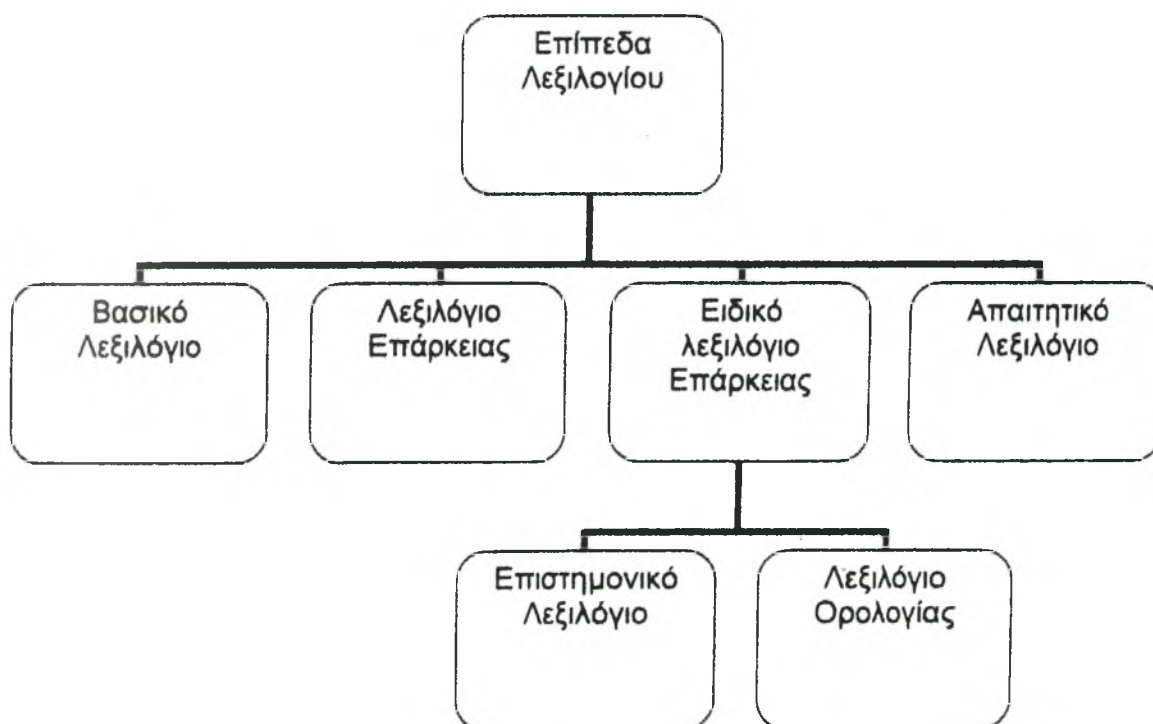 Επίπεδα
Λεξιλογίου
Βασικό
Λεξιλόγιο
Λεξιλόγιο
Επάρκειας
Ειδικό
λεξιλόγιο
Επάρκειας
Απαιτητικό
Λεξιλόγιο
Επιστημονικό
Λεξιλόγιο
Λεξιλόγιο
Ορολογίας